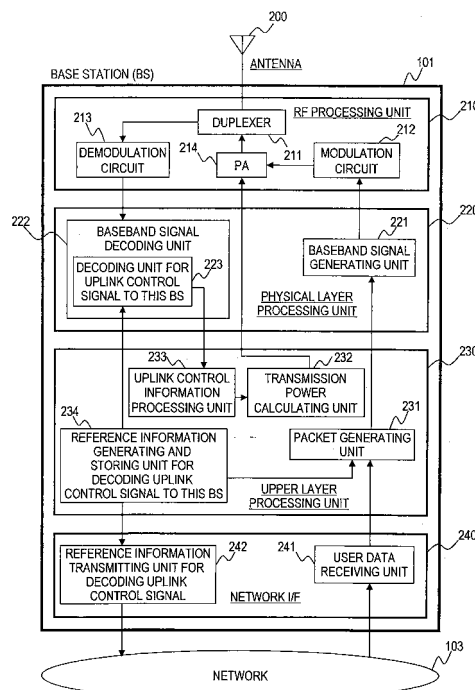 200
ANTENNA
BASE STATION (BS)
101
RF PROCESSING UNIT
210
DUPLEXER
211
213
DEMODULATION
CIRCUIT
214
PA
212
MODULATION
CIRCUIT
220
222
BASEBAND SIGNAL
DECODING UNIT
223
DECODING UNIT FOR
UPLINK CONTROL
SIGNAL TO THIS BS
221
BASEBAND SIGNAL
GENERATING UNIT
PHYSICAL LAYER
PROCESSING UNIT
230
233
UPLINK CONTROL
INFORMATION
PROCESSING UNIT
232
TRANSMISSION
POWER
CALCULATING UNIT
234
REFERENCE INFORMATION
GENERATING AND
STORING UNIT FOR
DECODING UPLINK
CONTROL SIGNAL TO THIS BS
231
PACKET GENERATING
UNIT
UPPER LAYER
PROCESSING UNIT
240
REFERENCE INFORMATION
TRANSMITTING UNIT FOR
DECODING UPLINK
CONTROL SIGNAL
242
241
USER DATA
RECEIVING UNIT
NETWORK I/F
103
NETWORK